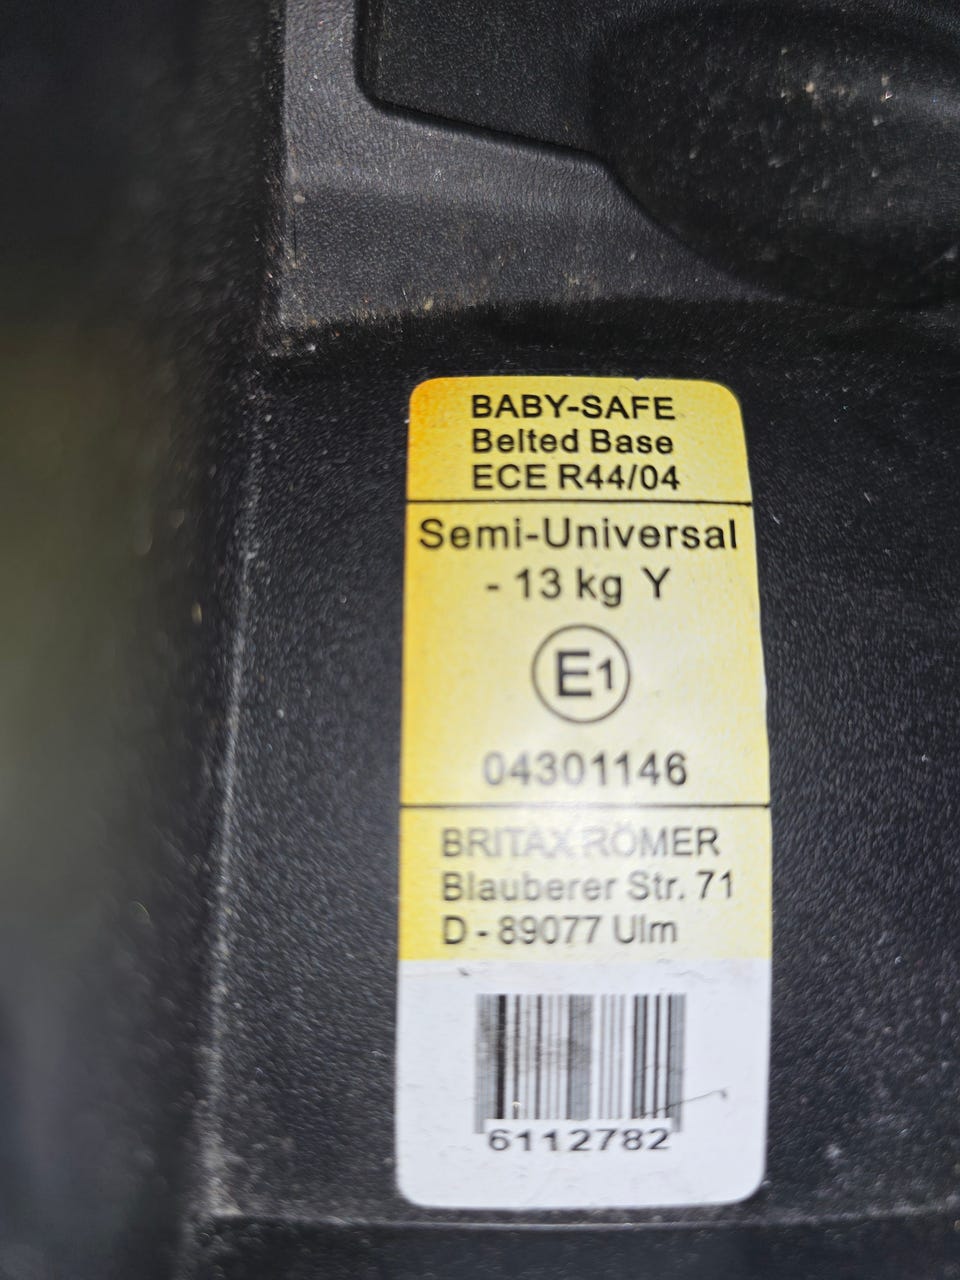 BABY-SAFE
Belted Base
ECE R44/04
Semi-Universal
- 13 kg Y
E1
04301146
BRITAX RÖMER
Blauberer Str. 71
D - 89077 Ulm
6112782